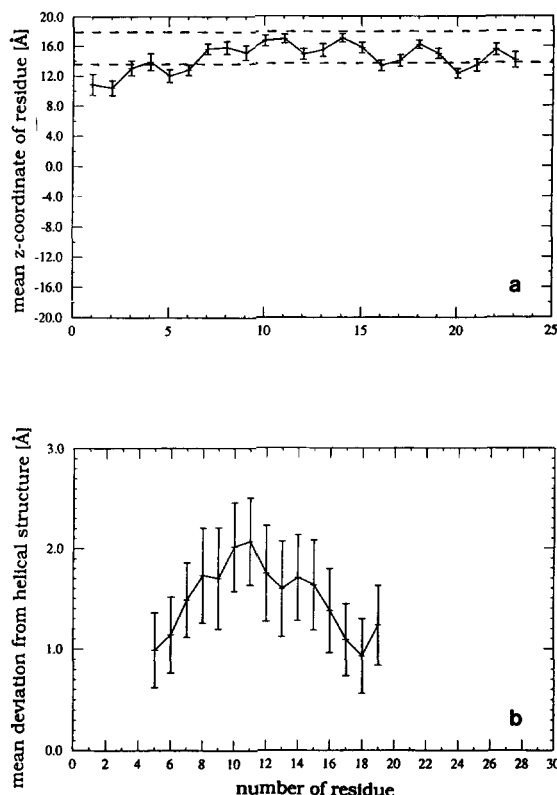 mean z-coordinate of residue [Å]
20.0
16.0
12.0
8.0
4.0
0.0
-4.0
-8.0
-12.0
-16.0
-20.0
a
0 5 10 15 20 25
mean deviation from helical structure [Å]
3.0
2.0
1.0
0.0
b
0 2 4 6 8 10 12 14 16 18 20 22 24 26 28 30
number of residue